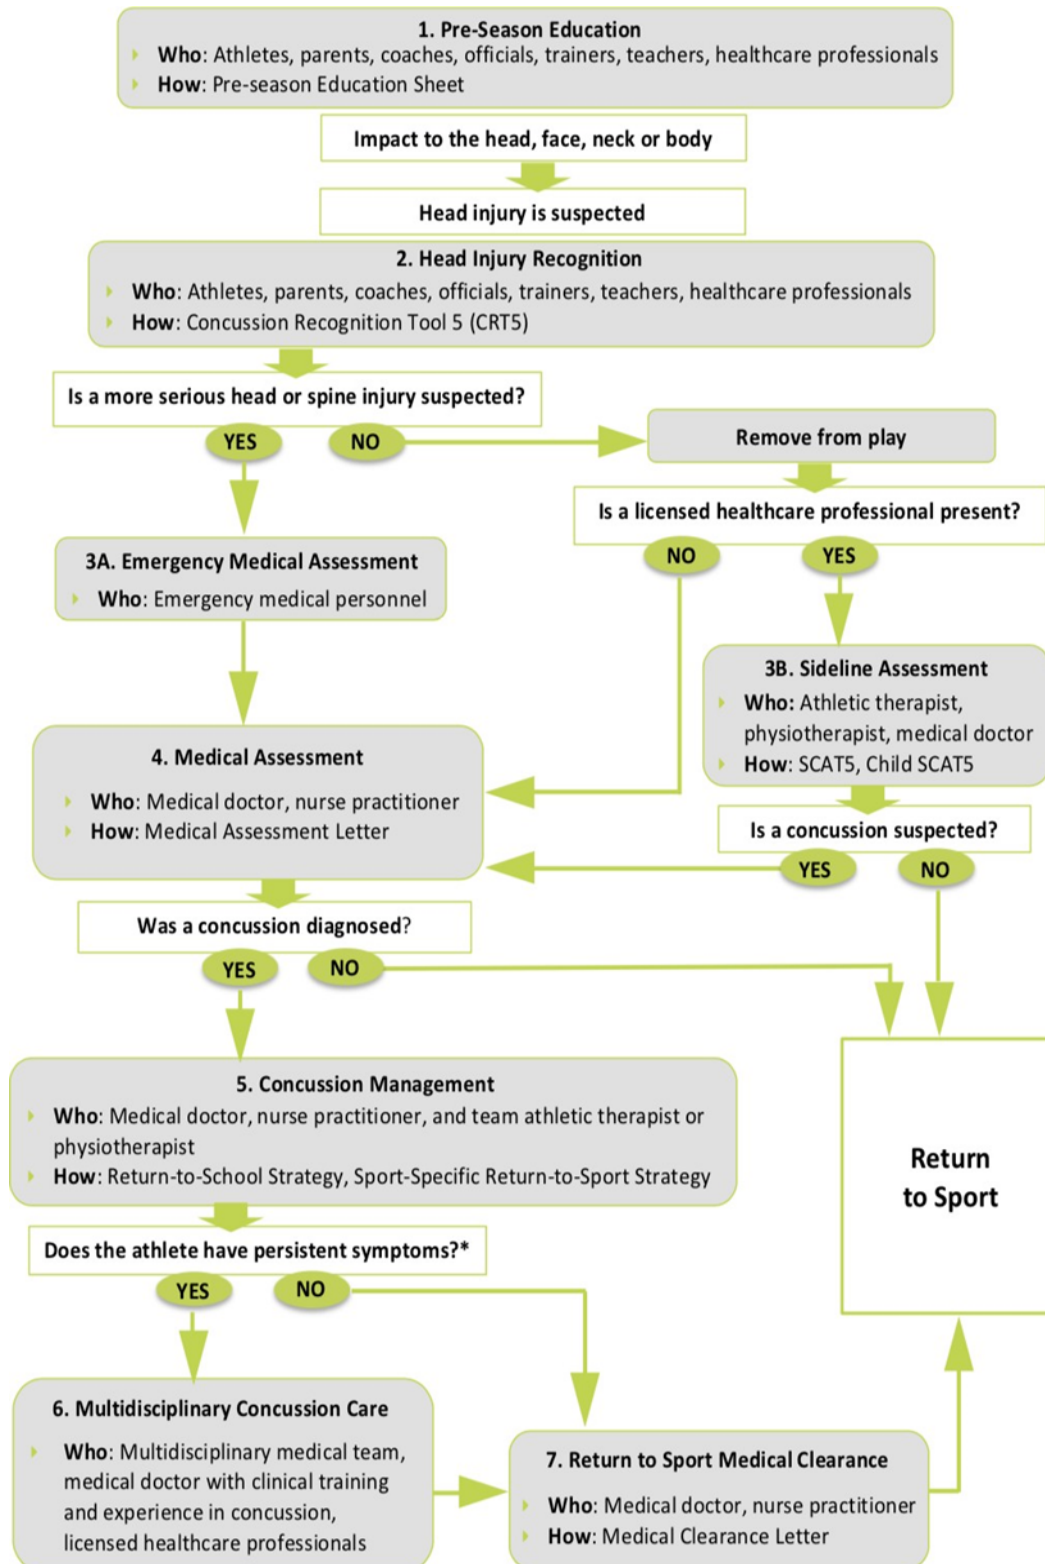 1. Pre-Season Education
Who: Athletes, parents, coaches, officials, trainers, teachers, healthcare professionals
How: Pre-season Education Sheet
Impact to the head, face, neck or body
Head injury is suspected
2. Head Injury Recognition
Who: Athletes, parents, coaches, officials, trainers, teachers, healthcare professionals
How: Concussion Recognition Tool 5 (CRT5)
Is a more serious head or spine injury suspected?
YES
NO
Remove from play
Is a licensed healthcare professional present?
NO
YES
3A. Emergency Medical Assessment
Who: Emergency medical personnel
3B. Sideline Assessment
Who: Athletic therapist,
physiotherapist, medical doctor
How: SCAT5, Child SCAT5
4. Medical Assessment
Who: Medical doctor, nurse practitioner
How: Medical Assessment Letter
Is a concussion suspected?
YES
NO
Was a concussion diagnosed?
YES
NO
5. Concussion Management
Who: Medical doctor, nurse practitioner, and team athletic therapist or
physiotherapist
How: Return-to-School Strategy, Sport-Specific Return-to-Sport Strategy
Return
to Sport
Does the athlete have persistent symptoms?*
YES
NO
6. Multidisciplinary Concussion Care
Who: Multidisciplinary medical team,
medical doctor with clinical training
and experience in concussion,
licensed healthcare professionals
7. Return to Sport Medical Clearance
Who: Medical doctor, nurse practitioner
How: Medical Clearance Letter